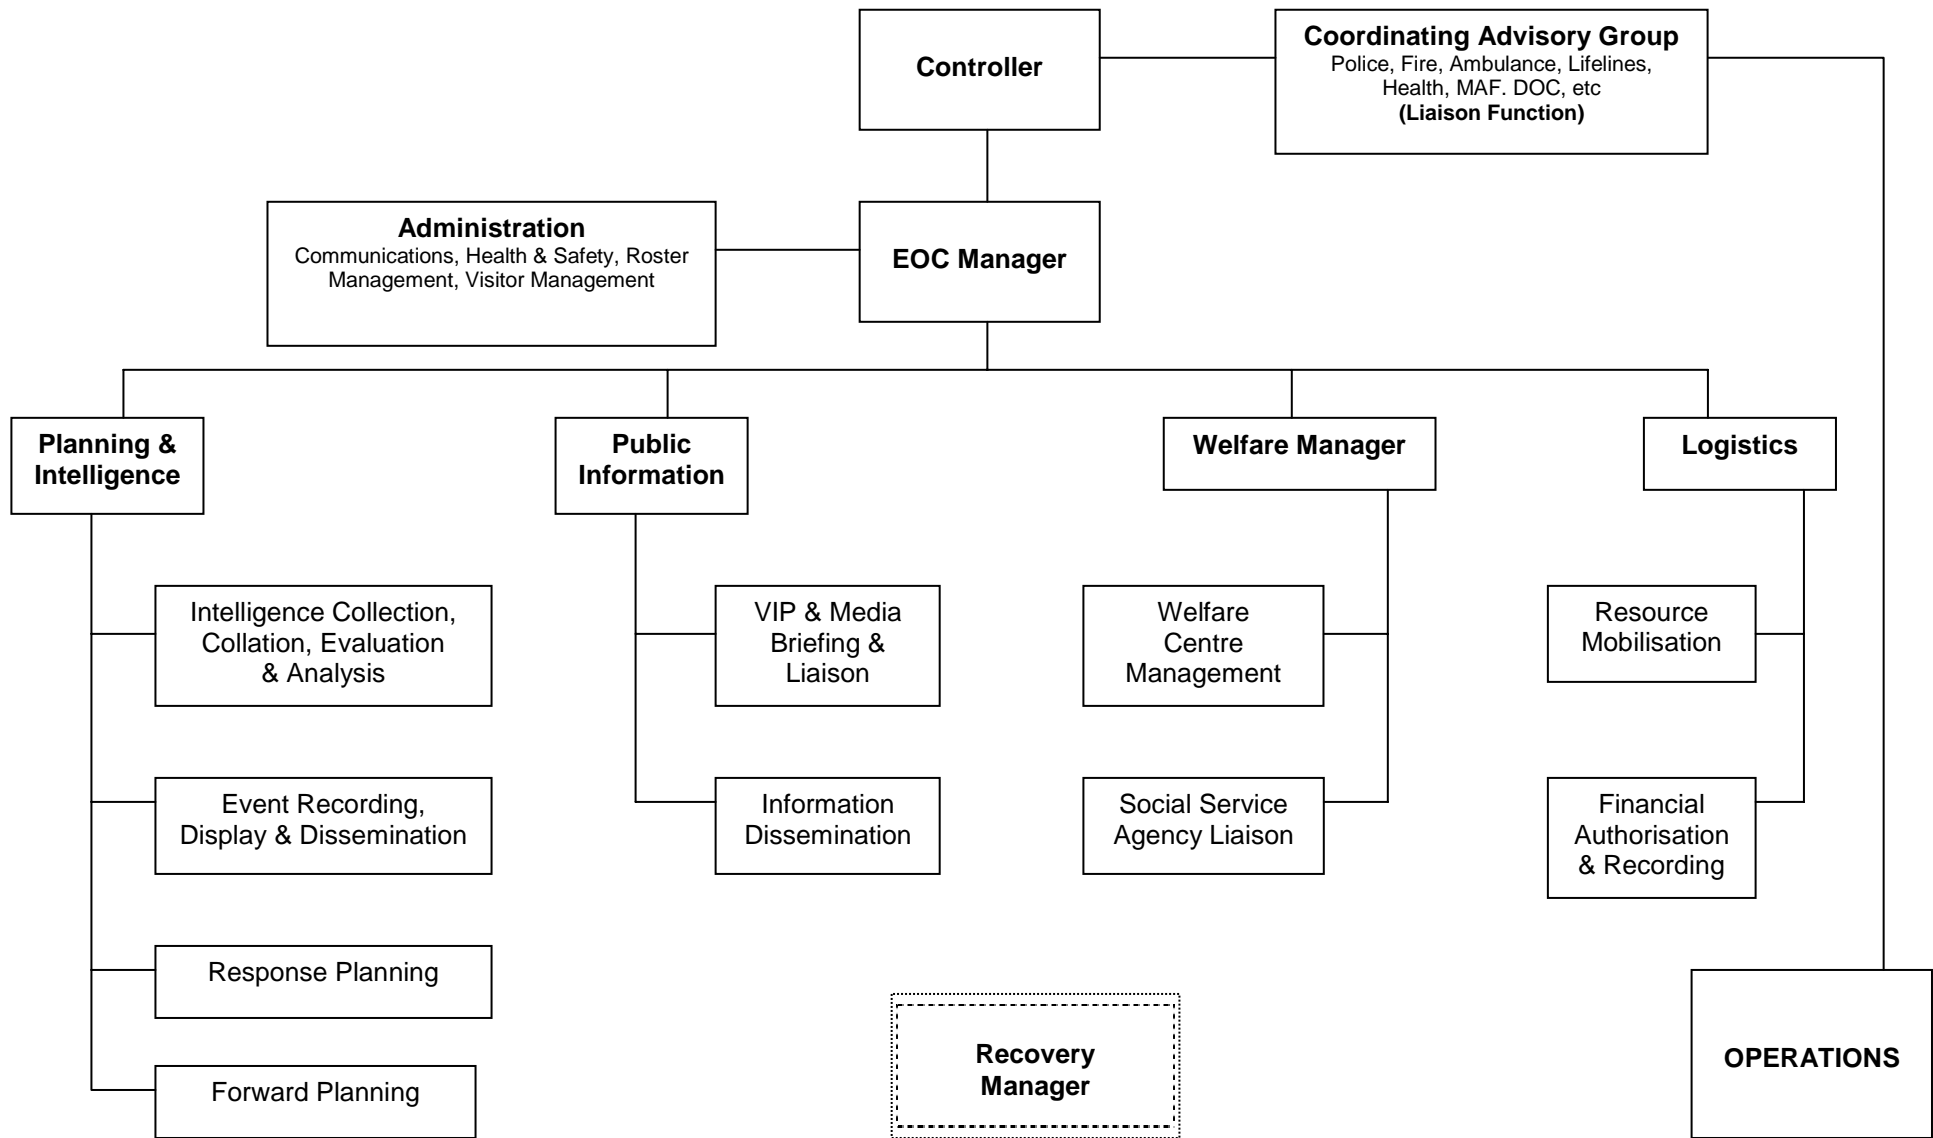 Controller
Coordinating Advisory Group
Police, Fire, Ambulance, Lifelines,
Health, MAF. DOC, etc
(Liaison Function)
Administration
Communications, Health & Safety, Roster
Management, Visitor Management
EOC Manager
Planning &
Intelligence
Public
Information
Welfare Manager
Logistics
Intelligence Collection,
Collation, Evaluation
& Analysis
VIP & Media
Briefing &
Liaison
Welfare
Centre
Management
Resource
Mobilisation
Event Recording,
Display & Dissemination
Information
Dissemination
Social Service
Agency Liaison
Financial
Authorisation
& Recording
Response Planning
Forward Planning
Recovery
Manager
OPERATIONS